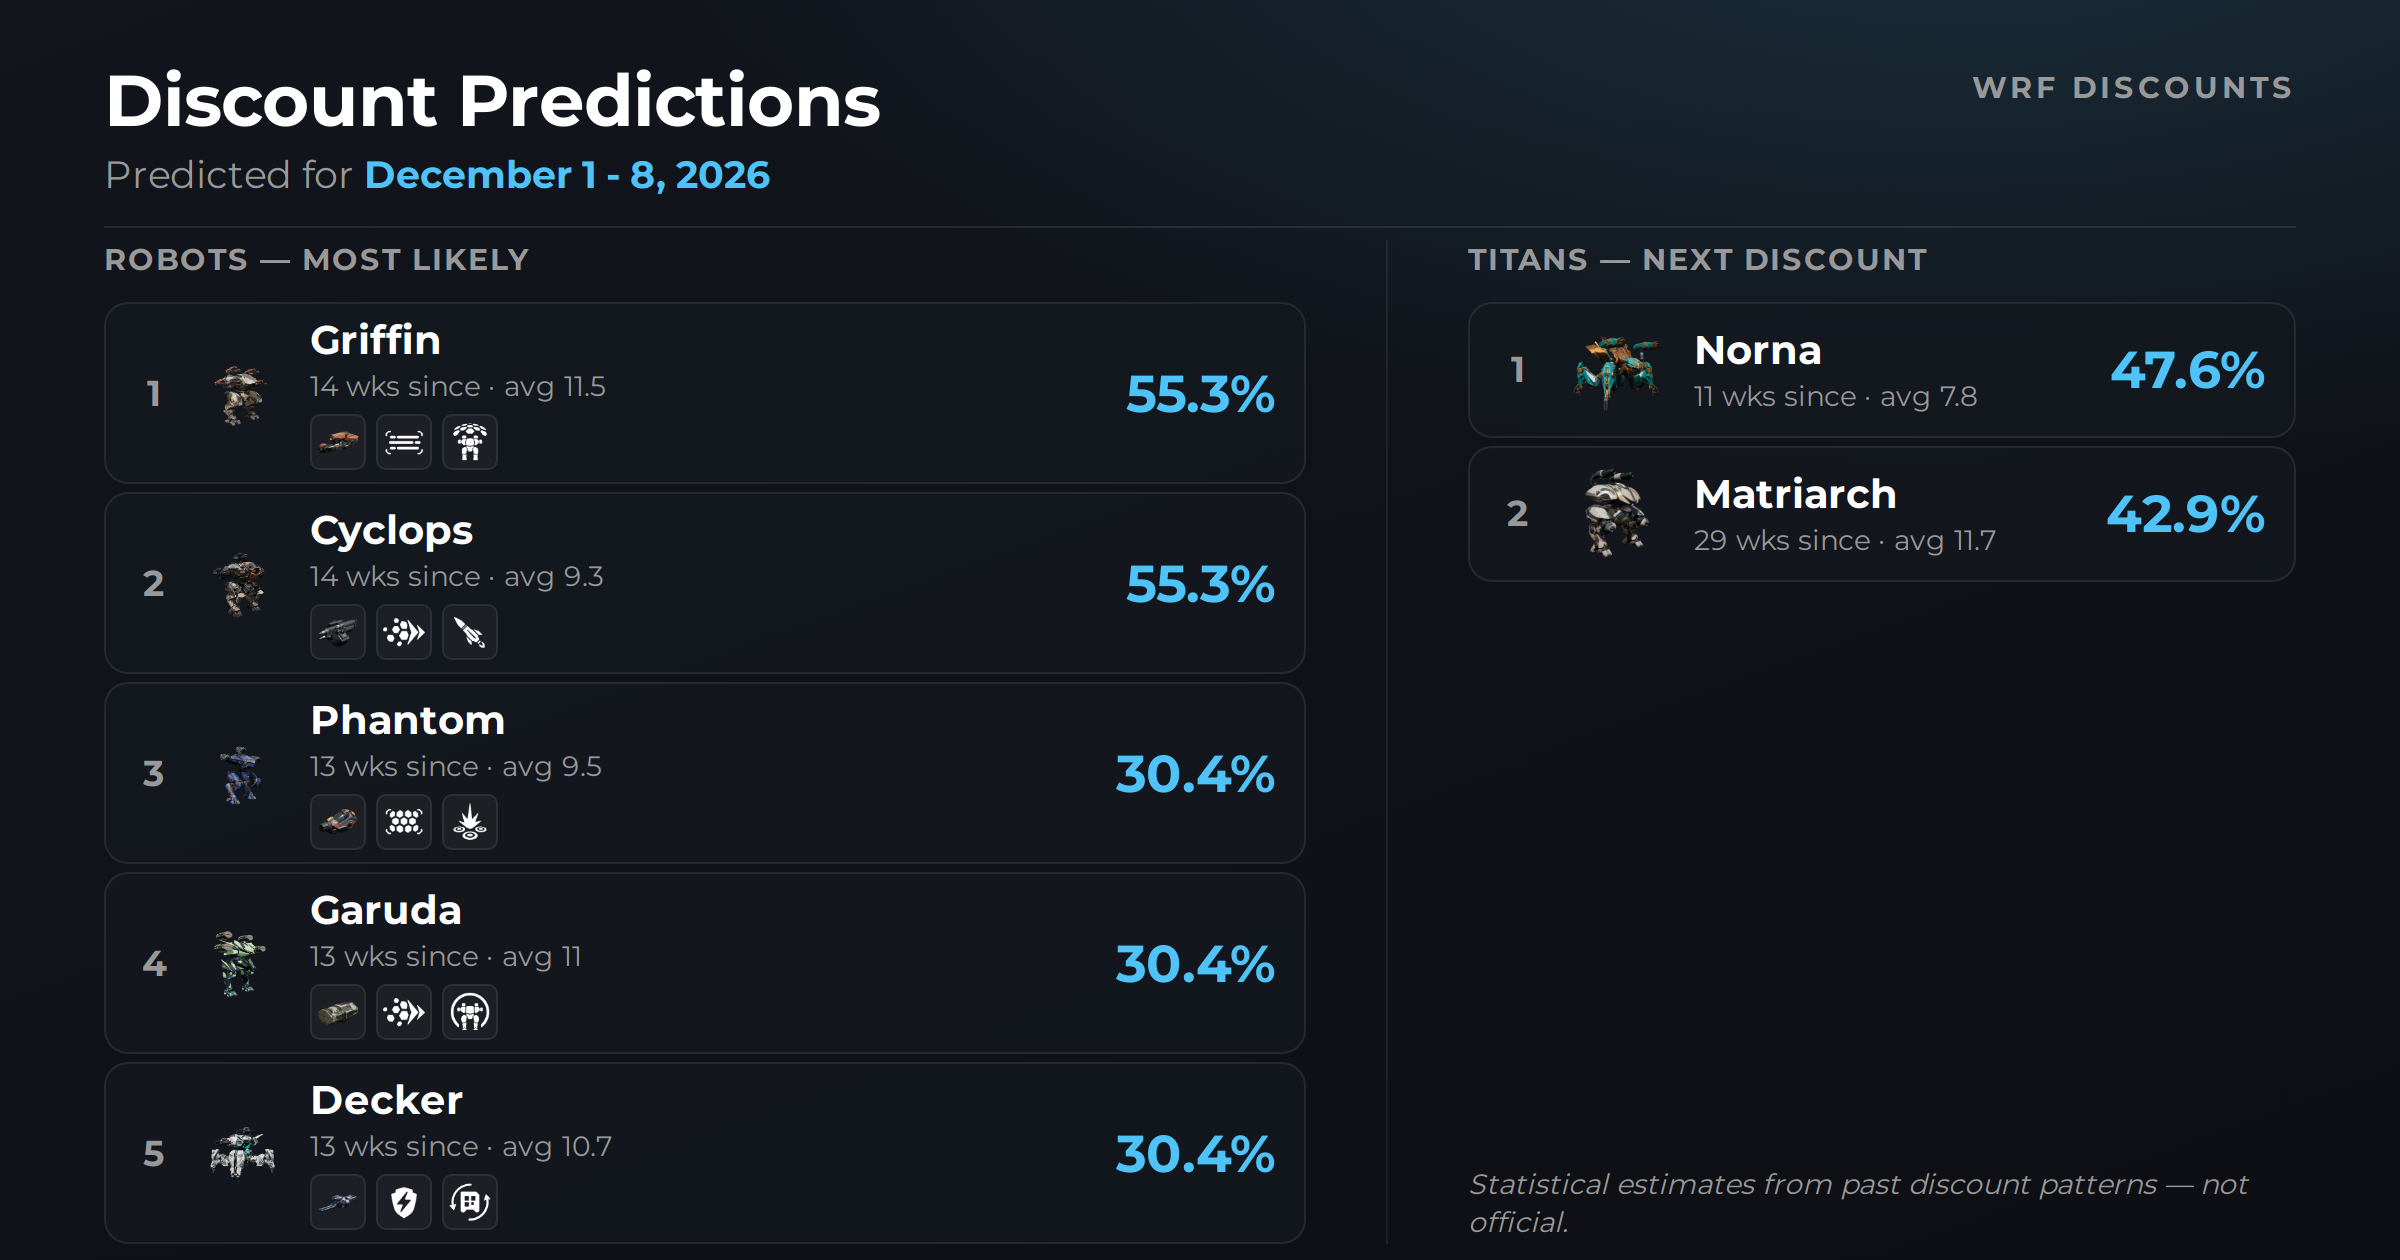 Discount Predictions
WRF DISCOUNTS
Predicted for December 1 - 8, 2026
ROBOTS — MOST LIKELY
1
Griffin
14 wks since · avg 11.5
55.3%
2
Cyclops
14 wks since · avg 9.3
55.3%
3
Phantom
13 wks since · avg 9.5
30.4%
4
Garuda
13 wks since · avg 11
30.4%
5
Decker
13 wks since · avg 10.7
30.4%
TITANS — NEXT DISCOUNT
1
Norna
11 wks since · avg 7.8
47.6%
2
Matriarch
29 wks since · avg 11.7
42.9%
Statistical estimates from past discount patterns — not
official.